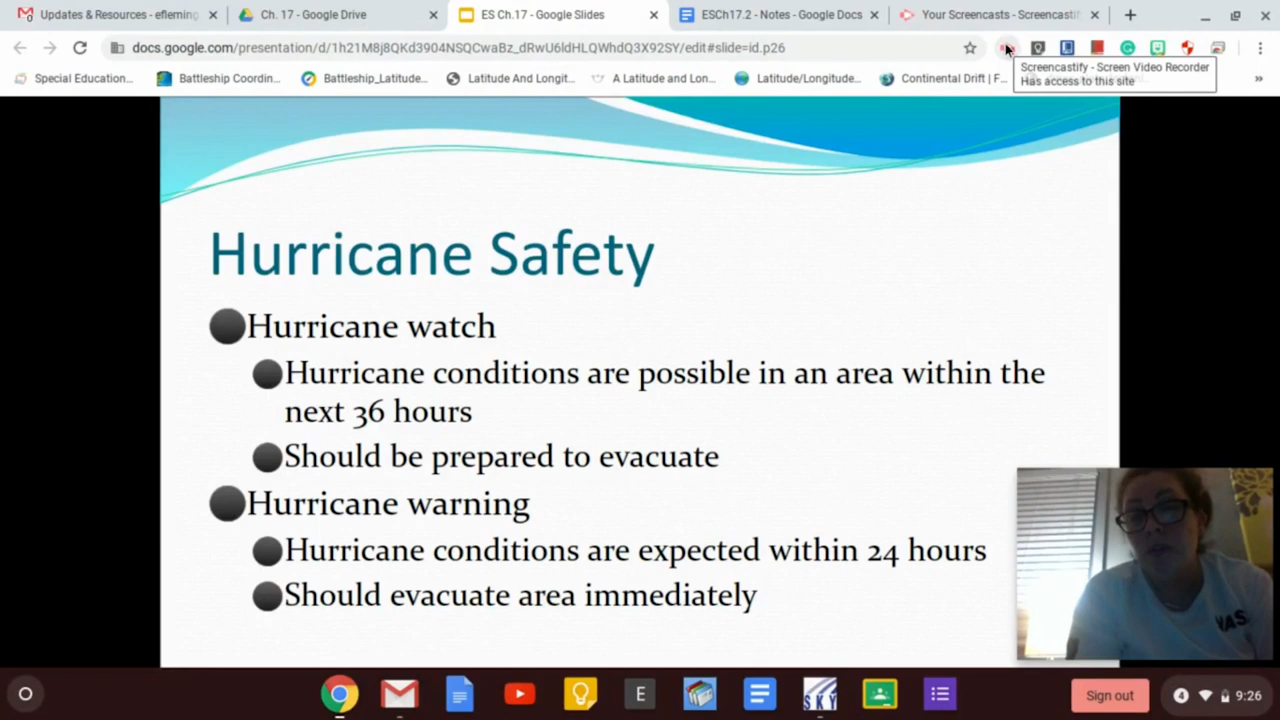 Updates & Resources - efleming
Ch. 17 - Google Drive
ES Ch.17 - Google Slides
ESCh17.2 - Notes - Google Docs
Your Screencasts - Screencastif
docs.google.com/presentation/d/1h21M8j8QKd3904NSQCwaBz_dRwU6ldHLQWhdQ3X92SY/edit#slide=id.p26
Special Education...
Battleship Coordin...
Battleship_Latitude...
Latitude And Longit...
A Latitude and Lon...
Latitude/Longitude...
Continental Drift | F...
Screencastify - Screen Video Recorder
Has access to this site
Hurricane Safety
Hurricane watch
Hurricane conditions are possible in an area within the
next 36 hours
Should be prepared to evacuate
Hurricane warning
Hurricane conditions are expected within 24 hours
Should evacuate area immediately
HAS
E
SKY
Sign out
4
9:26